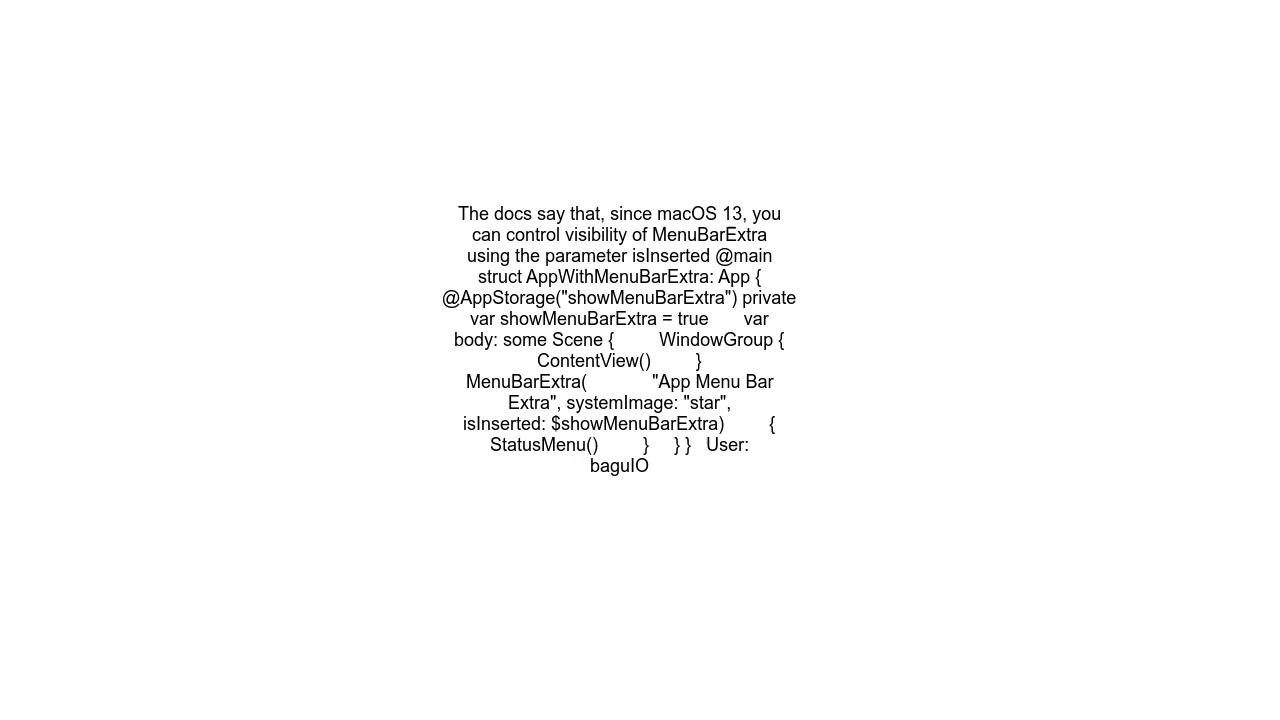 The docs say that, since macOS 13, you
can control visibility of MenuBarExtra
using the parameter isInserted @main
struct AppWithMenuBarExtra: App {
@AppStorage("showMenuBarExtra") private
var showMenuBarExtra = true       var
body: some Scene {         WindowGroup {
ContentView()         }
MenuBarExtra(             "App Menu Bar
Extra", systemImage: "star",
isInserted: $showMenuBarExtra)         {
StatusMenu()         }     } }   User:
baguIO